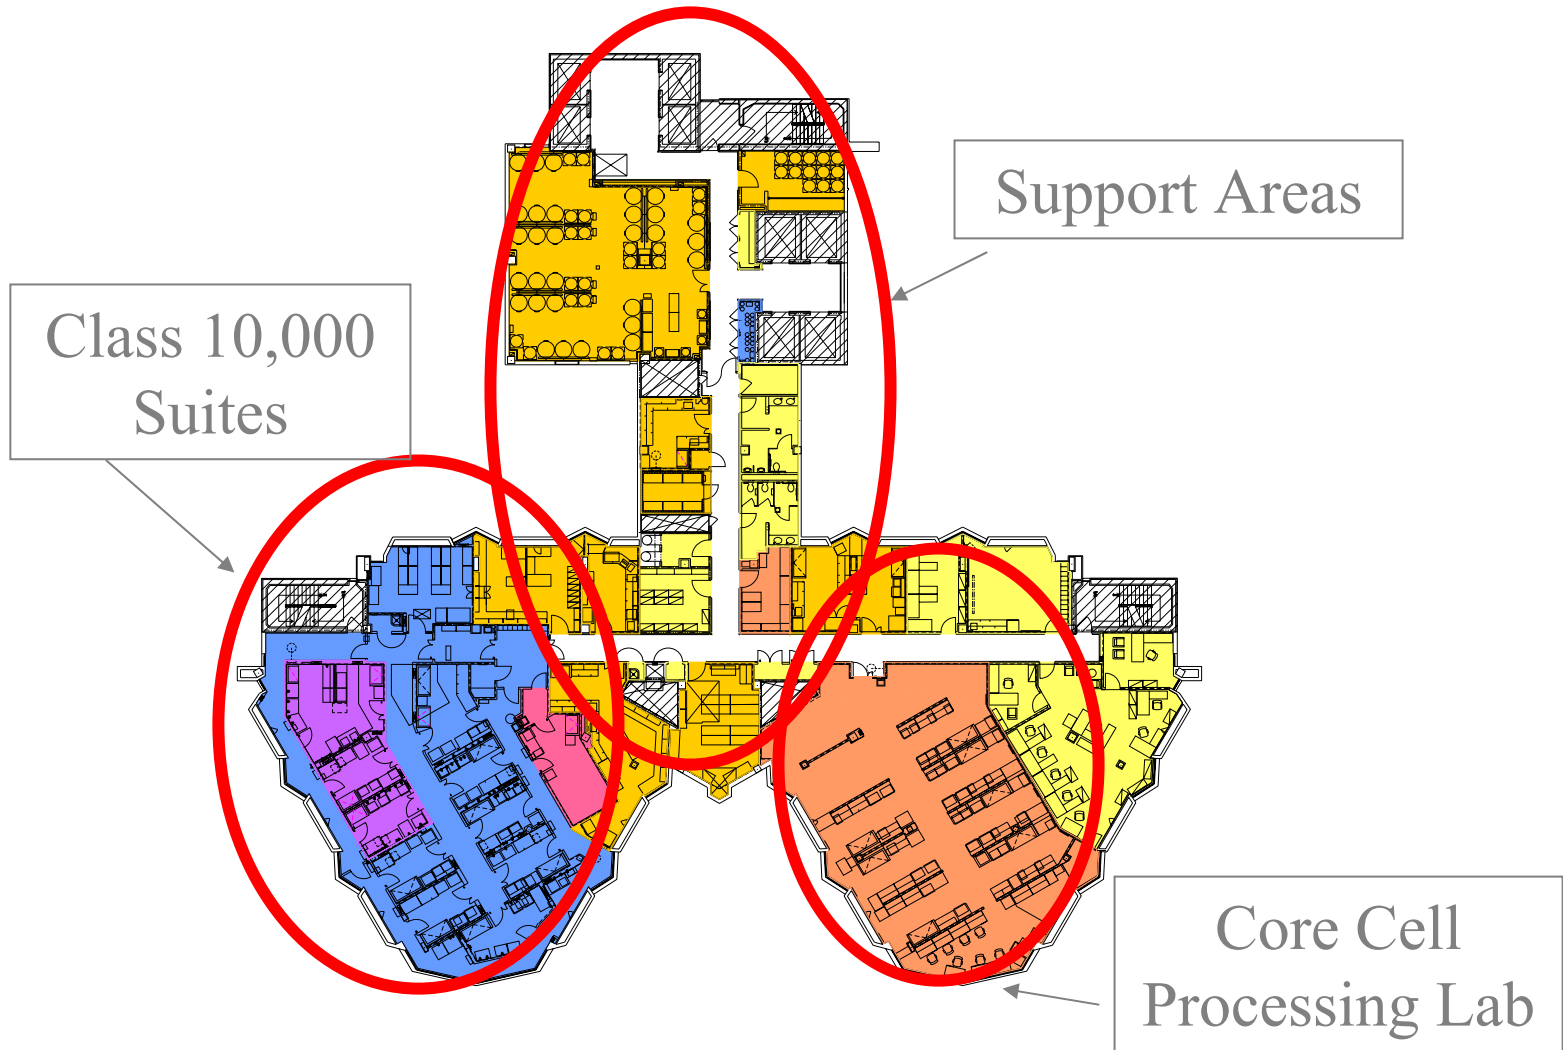 Support Areas
Class 10,000
Suites
Core Cell
Processing Lab